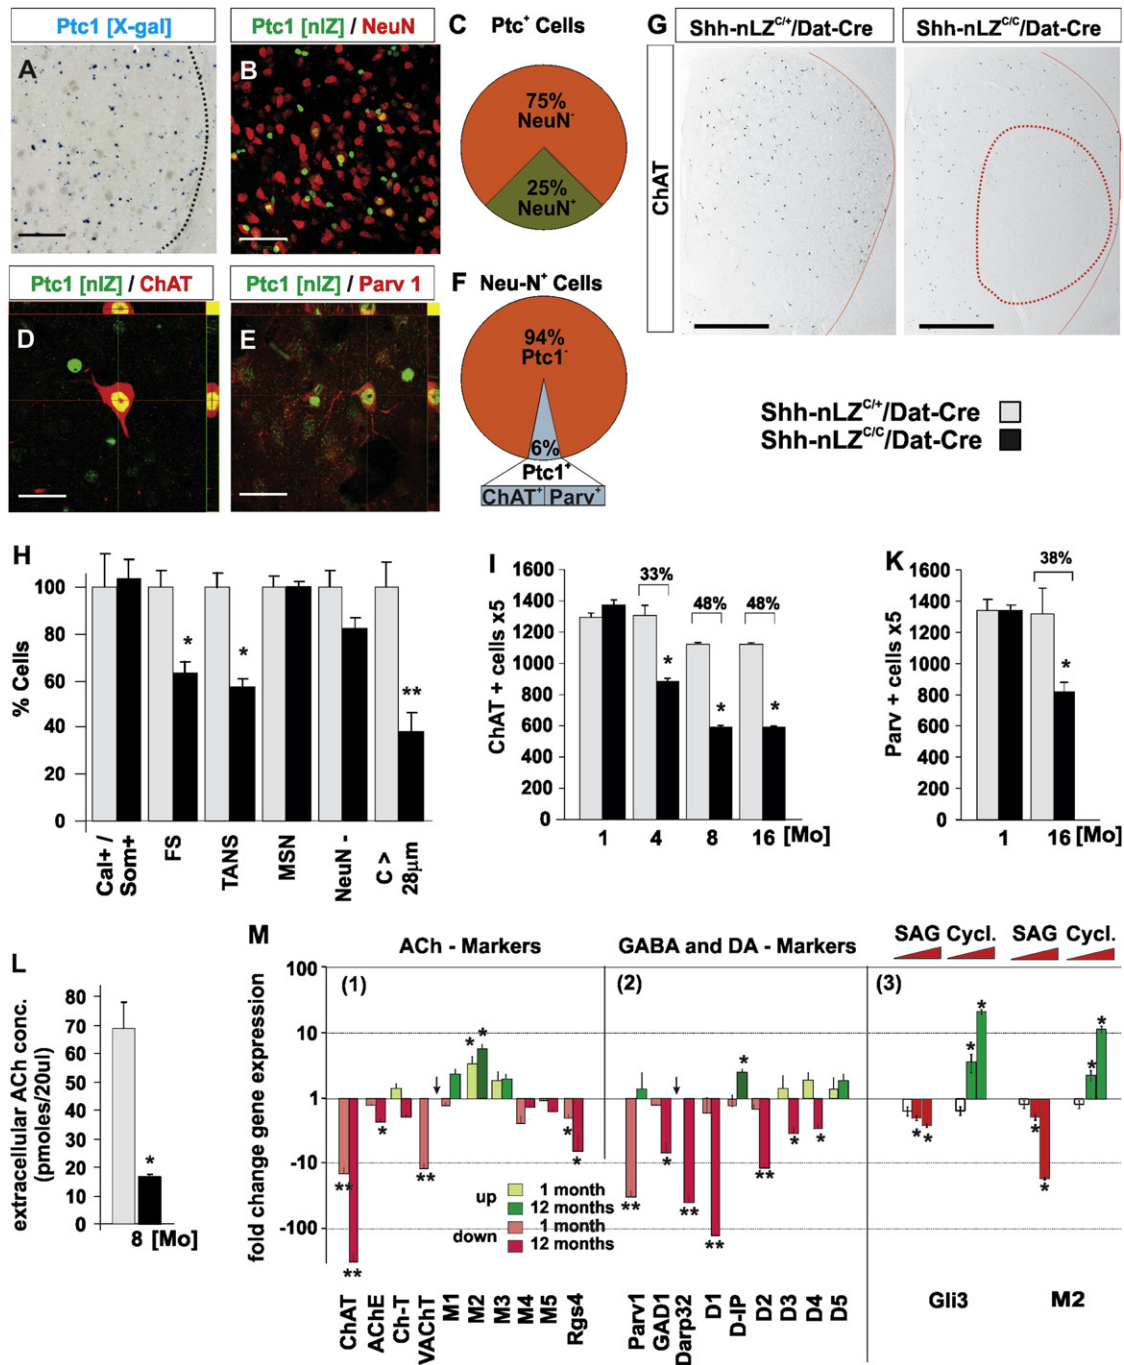 Ptc1 [X-gal]
A
Ptc1 [nlZ] / NeuN
B
C
Ptc+ Cells
75%
NeuN-
25%
NeuN+
G
Shh-nLZC/+/Dat-Cre
Shh-nLZC/C/Dat-Cre
ChAT
Ptc1 [nlZ] / ChAT
D
Ptc1 [nlZ] / Parv 1
E
F
Neu-N+ Cells
94%
Ptc1-
6%
Ptc1+
ChAT+ Parv+
Shh-nLZC/+/Dat-Cre
Shh-nLZC/C/Dat-Cre
H
% Cells
100
80
60
40
20
0
*
*
**
Cal+ / Som+
FS
TANS
MSN
NeuN -
C > 28µm
I
ChAT + cells x5
1600
1400
1200
1000
800
600
400
200
0
33%
48%
48%
*
*
*
1 4 8 16 [Mo]
K
Parv + cells x5
1600
1400
1200
1000
800
600
400
200
0
38%
*
1 16 [Mo]
L
extracellular ACh conc.
(pmoles/20ul)
80
70
60
50
40
30
20
10
0
*
8 [Mo]
M
fold change gene expression
100
10
1
-10
-100
ACh - Markers
(1)
** ** * ** * * * *
up 1 month
12 months
down 1 month
12 months
ChAT
AChE
Ch-T
VAChT
M1
M2
M3
M4
M5
Rgs4
GABA and DA - Markers
(2)
** * ** ** * ** * *
Parv1
GAD1
Darp32
D1
D-IP
D2
D3
D4
D5
SAG Cycl. SAG Cycl.
(3)
* * * * * * * *
Gli3
M2